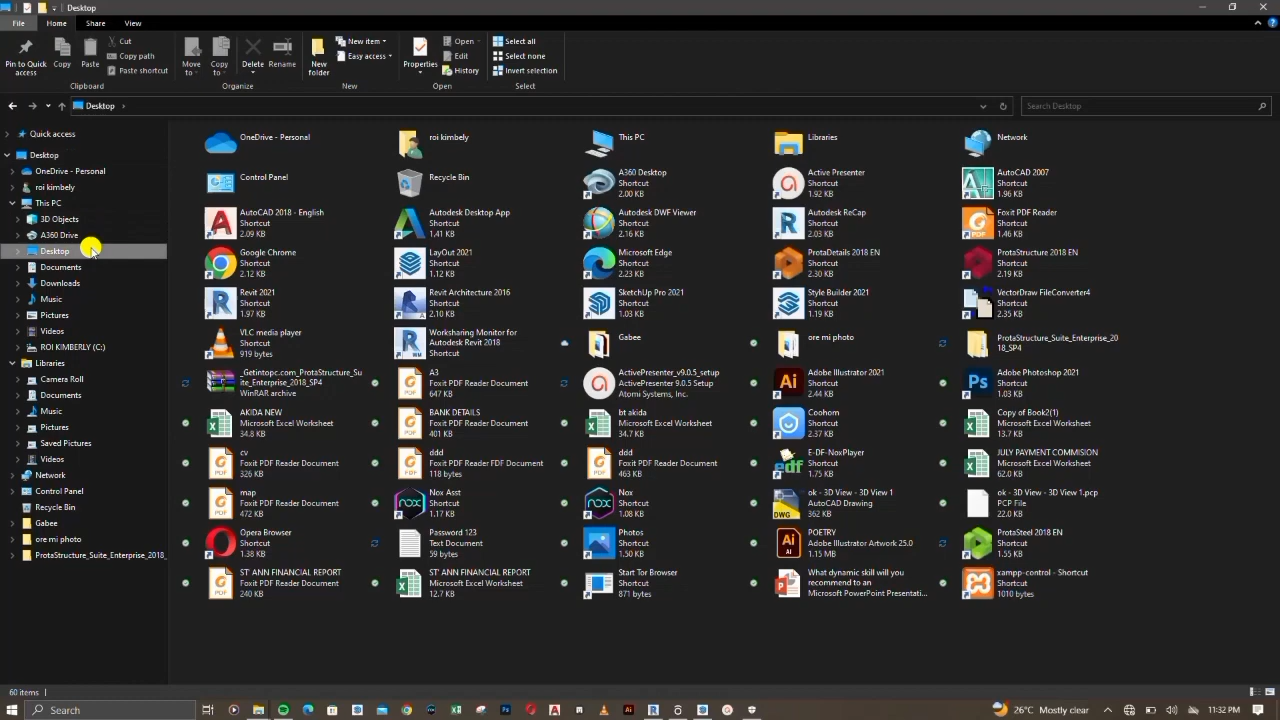 Desktop
File Home Share View
Pin to Quick access
Copy
Paste
Cut
Copy path
Paste shortcut
Clipboard
Move to
Copy to
Delete
Rename
Organize
New folder
New item
Easy access
New
Properties
Open
Edit
History
Open
Select all
Select none
Invert selection
Select
Desktop
Search Desktop
Quick access
Desktop
OneDrive - Personal
roi kimbely
This PC
3D Objects
A360 Drive
Desktop
Documents
Downloads
Music
Pictures
Videos
ROI KIMBERLY (C:)
Libraries
Camera Roll
Documents
Music
Pictures
Saved Pictures
Videos
Network
Control Panel
Recycle Bin
Gabee
ore mi photo
ProtaStructure_Suite_Enterprise_2018_
OneDrive - Personal
roi kimbely
This PC
Libraries
Network
Control Panel
Recycle Bin
A360 Desktop
Shortcut
2.00 KB
Active Presenter
Shortcut
1.92 KB
AutoCAD 2007
Shortcut
1.96 KB
AutoCAD 2018 - English
Shortcut
2.09 KB
Autodesk Desktop App
Shortcut
1.41 KB
Autodesk DWF Viewer
Shortcut
2.16 KB
Autodesk ReCap
Shortcut
2.03 KB
Foxit PDF Reader
Shortcut
1.04 KB
Google Chrome
Shortcut
2.12 KB
LayOut 2021
Shortcut
1.12 KB
Microsoft Edge
Shortcut
2.23 KB
ProtaDetails 2018 EN
Shortcut
2.30 KB
ProtaStructure 2018 EN
Shortcut
2.19 KB
Revit 2021
Shortcut
1.97 KB
Revit Architecture 2016
Shortcut
2.10 KB
SketchUp Pro 2021
Shortcut
1.03 KB
Style Builder 2021
Shortcut
1.19 KB
VectorDraw FileConverter4
Shortcut
2.35 KB
VLC media player
Shortcut
919 bytes
Worksharing Monitor for
Autodesk Revit 2018
Shortcut
Gabee
ore mi photo
ProtaStructure_Suite_Enterprise_20
18_SP4
_Getintopc.com_ProtaStructure_Su
ite_Enterprise_2018_SP4
WinRAR archive
A3
Foxit PDF Reader Document
647 KB
ActivePresenter_v9.0.5_setup
ActivePresenter 9.0.5 Setup
Atomi Systems, Inc.
Adobe Illustrator 2021
Shortcut
2.44 KB
Adobe Photoshop 2021
Shortcut
1.03 KB
AKIDA NEW
Microsoft Excel Worksheet
34.8 KB
BANK DETAILS
Foxit PDF Reader Document
401 KB
bt akida
Microsoft Excel Worksheet
34.7 KB
Coohom
Shortcut
2.37 KB
Copy of Book2(1)
Microsoft Excel Worksheet
13.7 KB
cv
Foxit PDF Reader Document
326 KB
ddd
Foxit PDF Reader FDF Document
118 bytes
ddd
Foxit PDF Reader Document
463 KB
E-DF-NoxPlayer
Shortcut
1.75 KB
JULY PAYMENT COMMISION
Microsoft Excel Worksheet
62.0 KB
map
Foxit PDF Reader Document
472 KB
Nox Asst
Shortcut
1.17 KB
Nox
Shortcut
1.08 KB
ok - 3D View - 3D View 1
AutoCAD Drawing
362 KB
ok - 3D View - 3D View 1.pcp
PCP File
22.0 KB
Opera Browser
Shortcut
1.38 KB
Password 123
Text Document
59 bytes
Photos
Shortcut
1.50 KB
POETRY
Adobe Illustrator Artwork 25.0
1.15 MB
ProtaSteel 2018 EN
Shortcut
1.55 KB
ST' ANN FINANCIAL REPORT
Foxit PDF Reader Document
240 KB
ST' ANN FINANCIAL REPORT
Microsoft Excel Worksheet
12.7 KB
Start Tor Browser
Shortcut
871 bytes
What dynamic skill will you
recommend to an
Microsoft PowerPoint Presentati...
xampp-control - Shortcut
Shortcut
1010 bytes
60 items
Search
26°C Mostly clear
11:32 PM